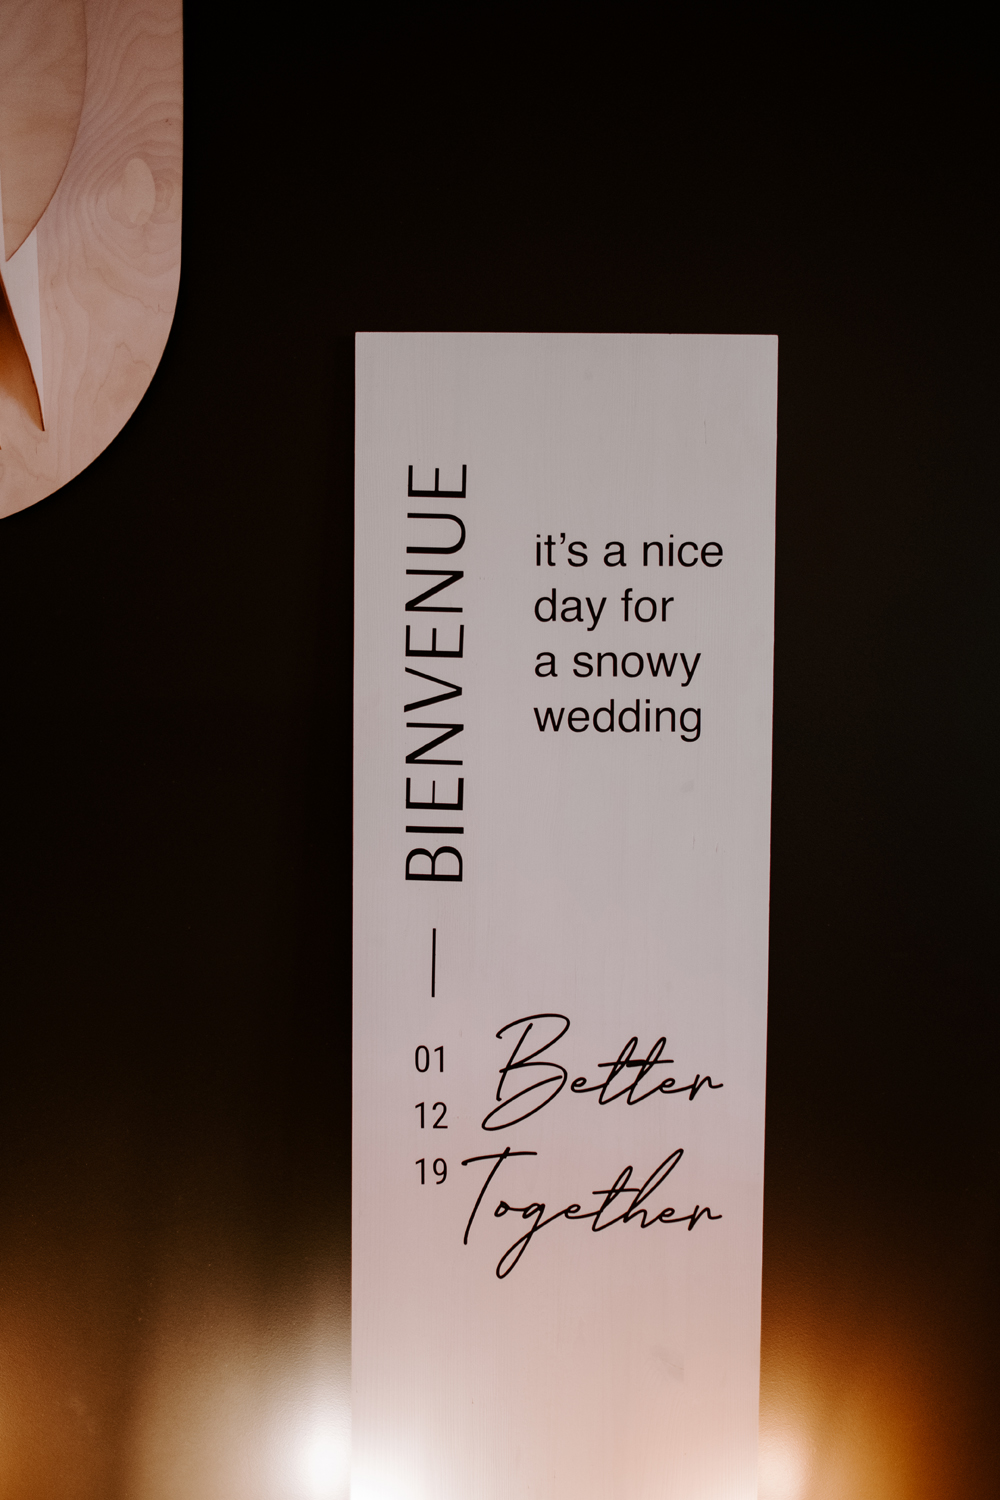 BIENVENUE
it’s a nice
day for
a snowy
wedding
—
01
12
19
Better
Together